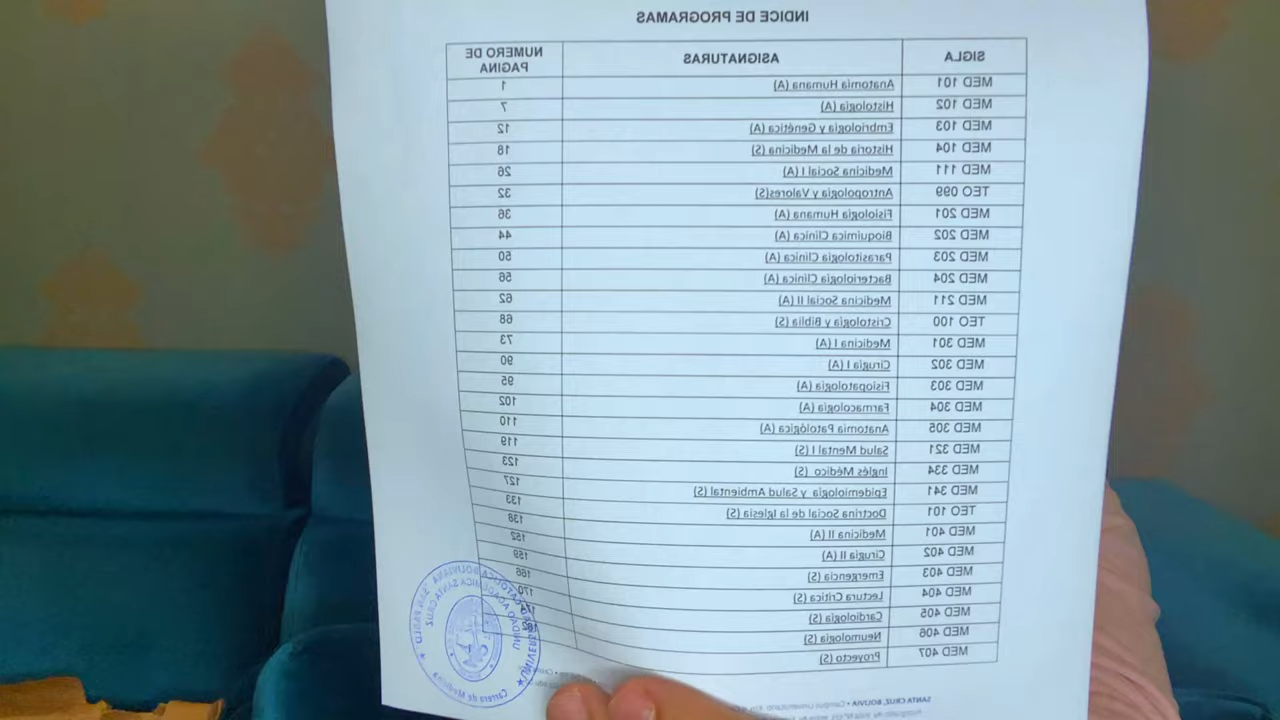 INDICE DE PROGRAMAS
SIGLA ASIGNATURAS NUMERO DE PAGINA
MED 101 Anatomía Humana (A) 1
MED 102 Histología (A) 7
MED 103 Embriología y Genética (A) 12
MED 104 Historia de la Medicina (S) 18
MED 111 Medicina Social I (A) 26
TEO 099 Antropología y Valores(S) 32
MED 201 Fisiología Humana (A) 36
MED 202 Bioquímica Clínica (A) 44
MED 203 Parasitología Clínica (A) 50
MED 204 Bacteriología Clínica (A) 56
MED 211 Medicina Social II (A) 62
TEO 100 Cristología y Biblia (S) 68
MED 301 Medicina I (A) 73
MED 302 Cirugía I (A) 90
MED 303 Fisiopatología (A) 95
MED 304 Farmacología (A) 102
MED 305 Anatomía Patológica (A) 110
MED 321 Salud Mental I (S) 119
MED 334 Inglés Médico (S) 123
MED 341 Epidemiología y Salud Ambiental (S) 127
TEO 101 Doctrina Social de la Iglesia (S) 133
MED 401 Medicina II (A) 138
MED 402 Cirugía II (A) 152
MED 403 Emergencia (S) 159
MED 404 Lectura Crítica (S) 166
MED 405 Cardiología (S) 170
MED 406 Neumología (S)
MED 407 Proyecto (S)
UNIDAD ACADEMICA SANTA CRUZ
Carrera de Medicina
SANTA CRUZ, BOLIVIA • Campus Universitario